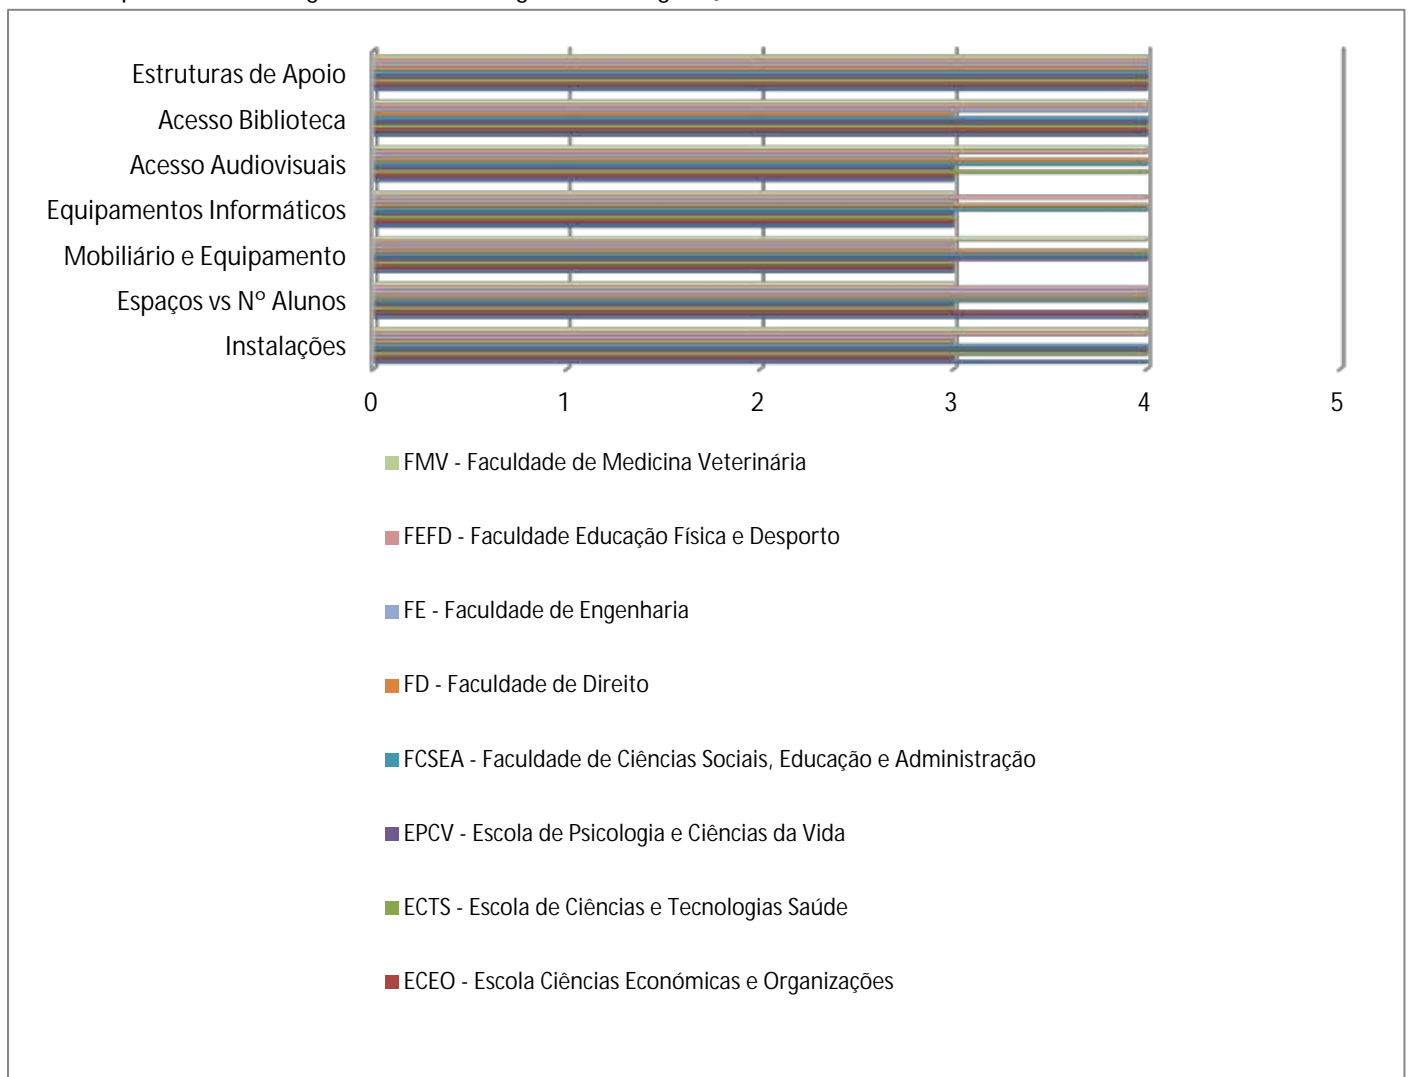 Estruturas de Apoio
Acesso Biblioteca
Acesso Audiovisuais
Equipamentos Informáticos
Mobiliário e Equipamento
Espaços vs Nº Alunos
Instalações
0 1 2 3 4 5
FMV - Faculdade de Medicina Veterinária
FEFD - Faculdade Educação Física e Desporto
FE - Faculdade de Engenharia
FD - Faculdade de Direito
FCSEA - Faculdade de Ciências Sociais, Educação e Administração
EPCV - Escola de Psicologia e Ciências da Vida
ECTS - Escola de Ciências e Tecnologias Saúde
ECEO - Escola Ciências Económicas e Organizações